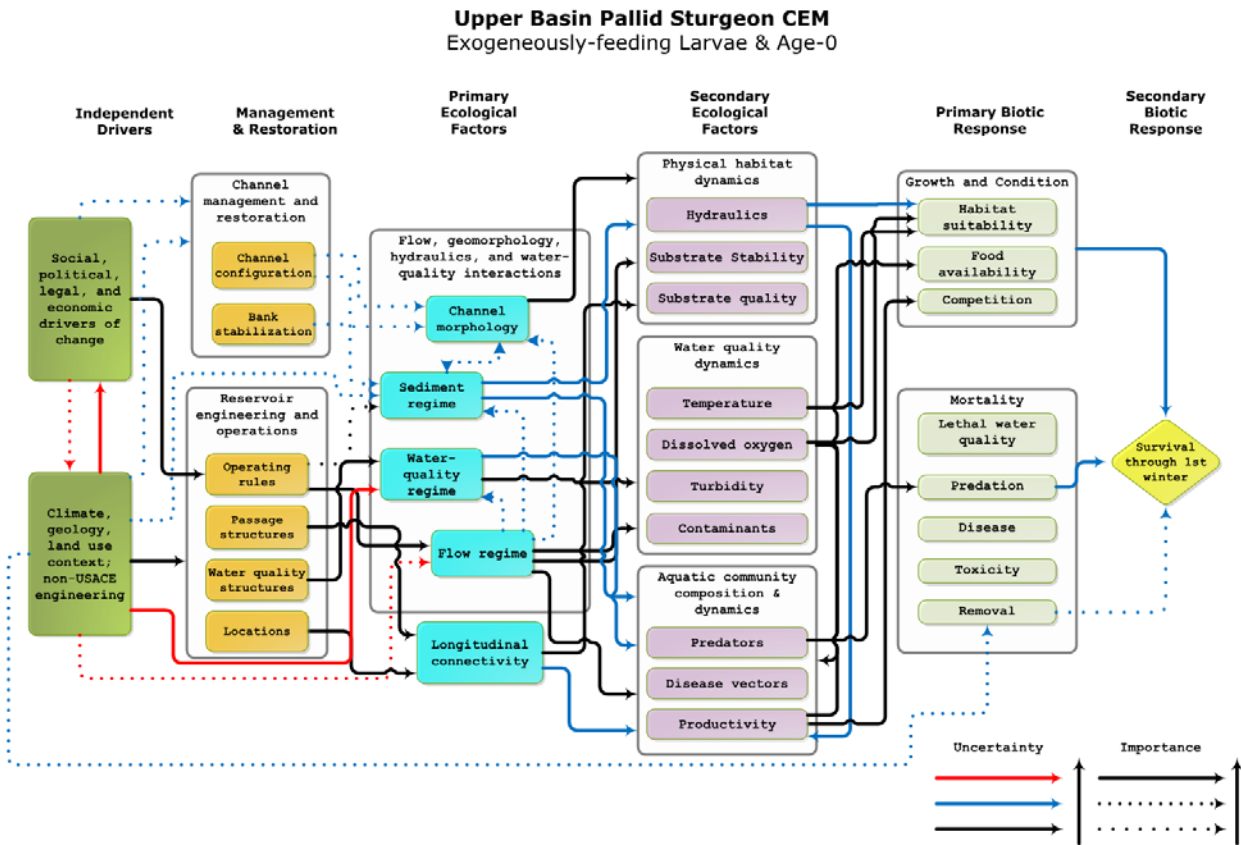 Upper Basin Pallid Sturgeon CEM
Exogeneously-feeding Larvae & Age-0
Independent
Drivers
Management
& Restoration
Primary
Ecological
Factors
Secondary
Ecological
Factors
Primary Biotic
Response
Secondary
Biotic
Response
Social,
political,
legal, and
economic
drivers of
change
Climate,
geology,
land use
context;
non-USACE
engineering
Channel
management and
restoration
Channel
configuration
Bank
stabilization
Reservoir
engineering and
operations
Operating
rules
Passage
structures
Water quality
structures
Locations
Flow, geomorphology,
hydraulics, and water-
quality interactions
Channel
morphology
Sediment
regime
Water-
quality
regime
Flow regime
Longitudinal
connectivity
Physical habitat
dynamics
Hydraulics
Substrate Stability
Substrate quality
Water quality
dynamics
Temperature
Dissolved oxygen
Turbidity
Contaminants
Aquatic community
composition &
dynamics
Predators
Disease vectors
Productivity
Growth and Condition
Habitat
suitability
Food
availability
Competition
Mortality
Lethal water
quality
Predation
Disease
Toxicity
Removal
Survival
through 1st
winter
Uncertainty
Importance